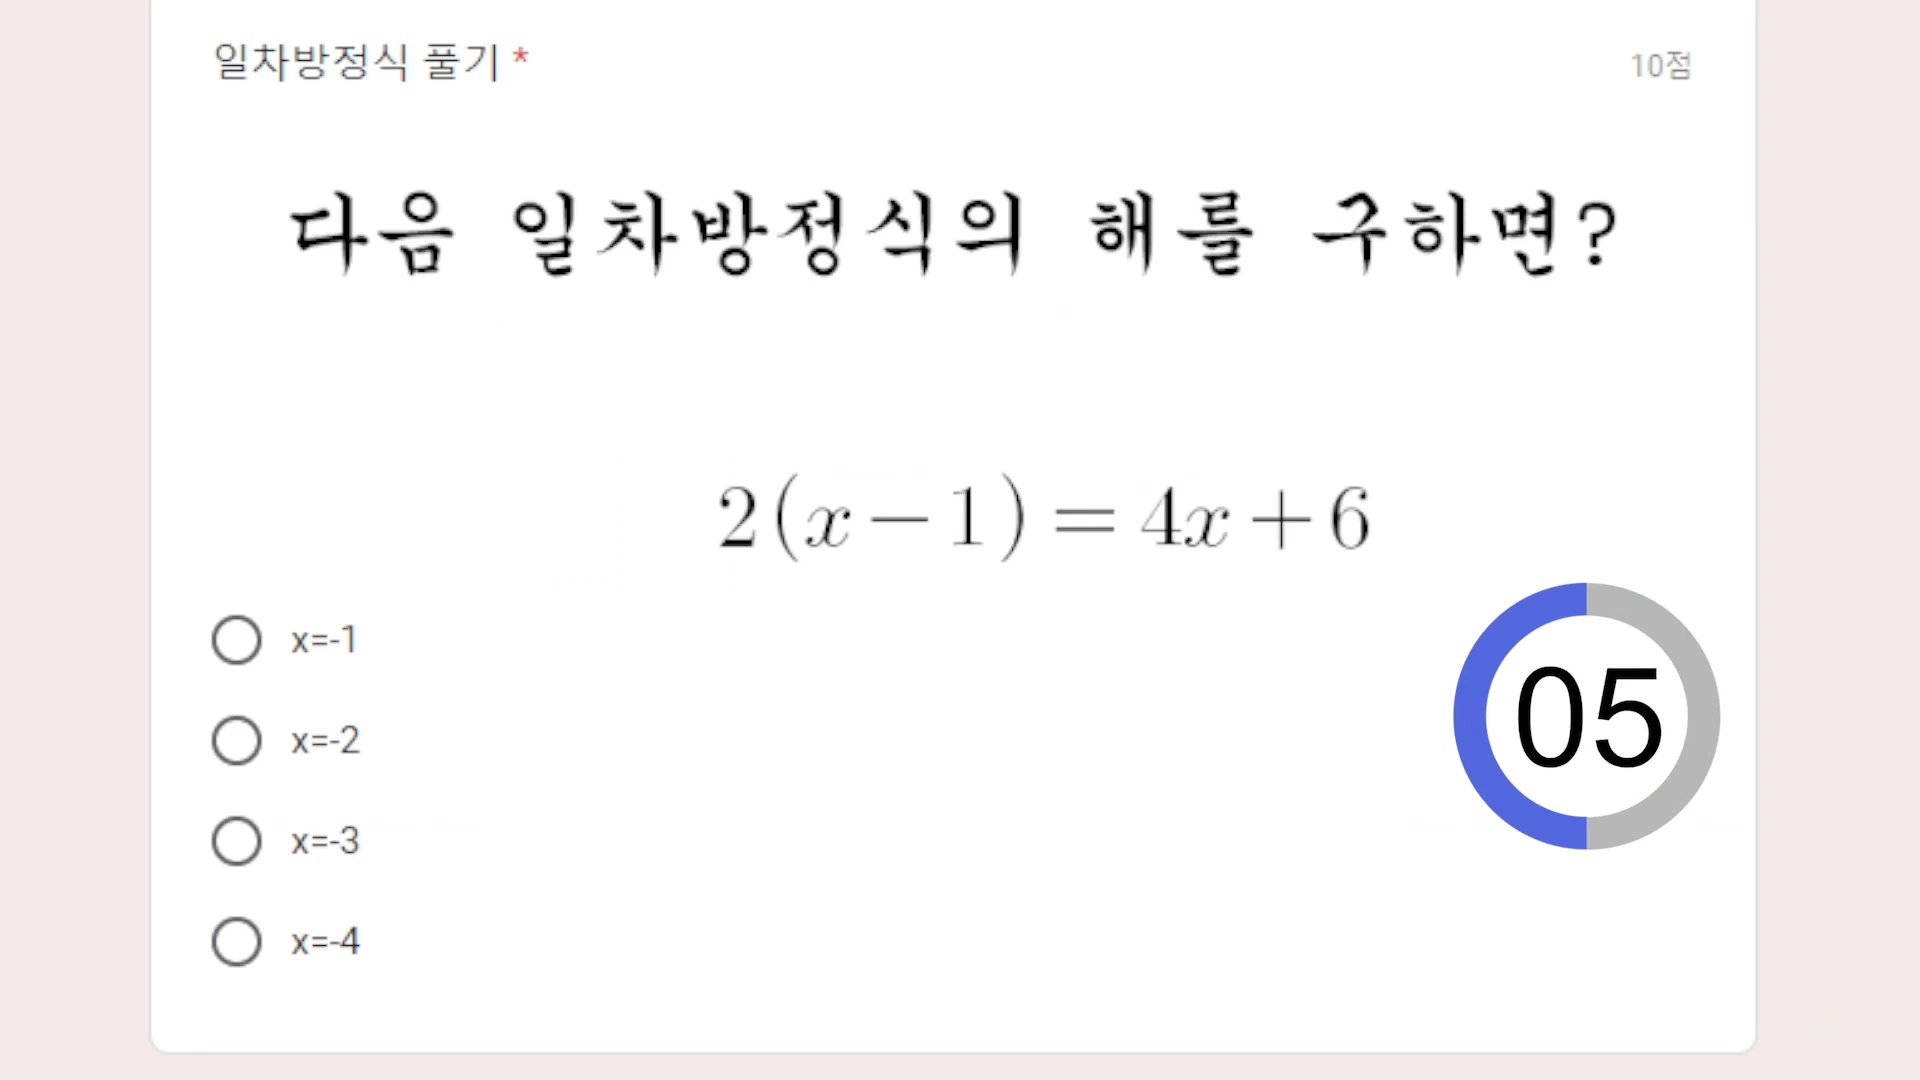 일차방정식 풀기 *
10점
다음 일차방정식의 해를 구하면?
2(x-1)=4x+6
x=-1
x=-2
x=-3
x=-4
05